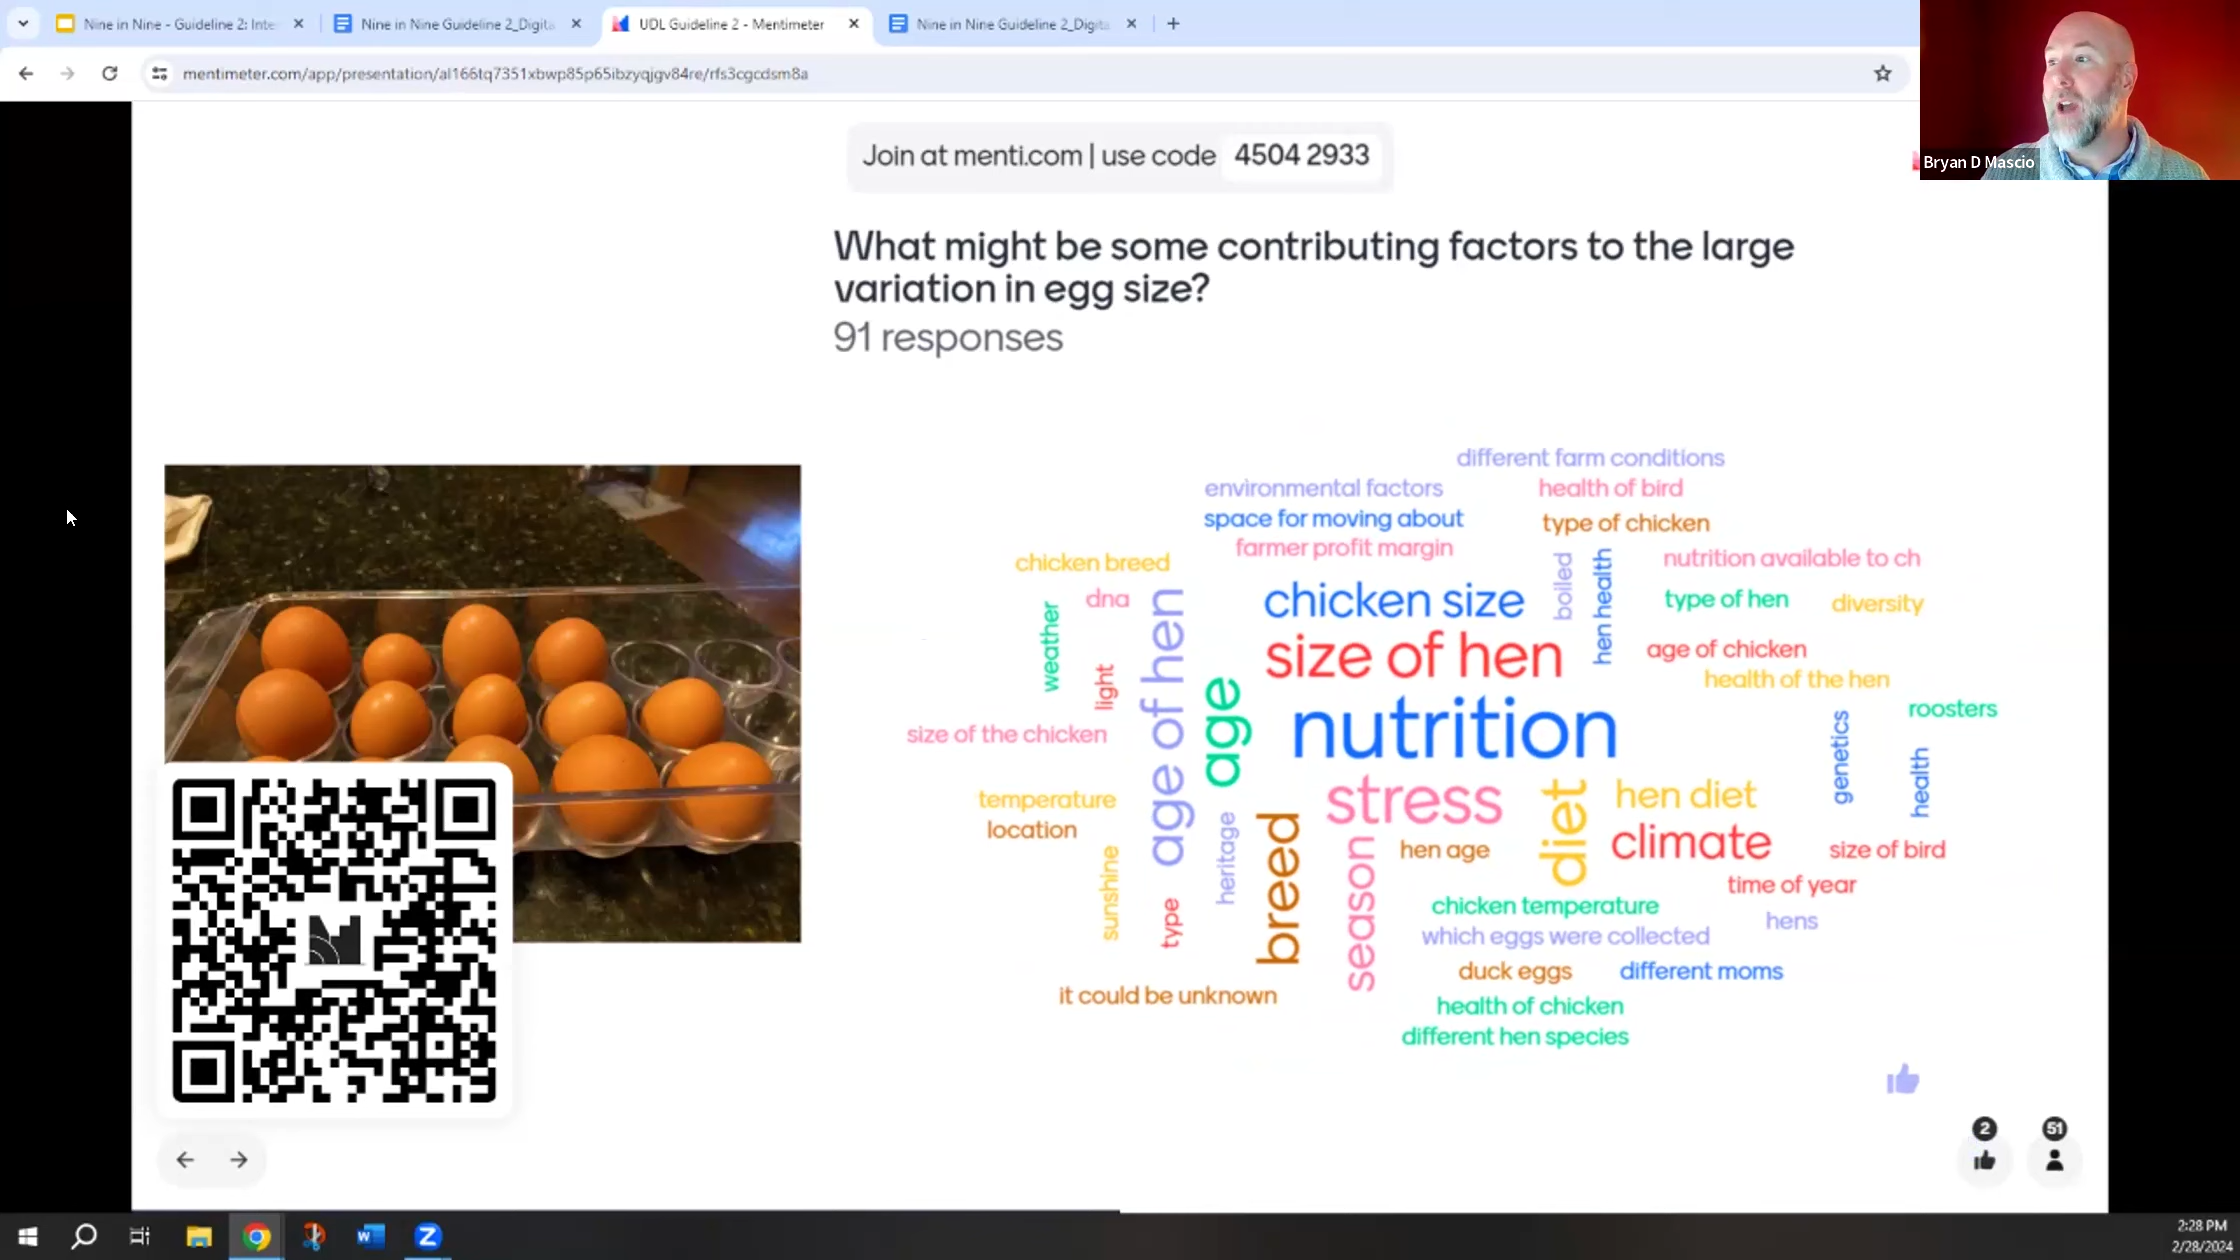 Nine in Nine - Guideline 2: Inte
Nine in Nine Guideline 2_Digita
UDL Guideline 2 - Mentimeter
Nine in Nine Guideline 2_Digita
mentimeter.com/app/presentation/al166tq7351xbwp85p65ibzyqjgv84re/rfs3cgcdsm8a
Bryan D Mascio
Join at menti.com | use code 4504 2933
What might be some contributing factors to the large
variation in egg size?
91 responses
different farm conditions
environmental factors
health of bird
space for moving about
type of chicken
farmer profit margin
chicken breed
boiled
hen health
nutrition available to ch
dna
chicken size
type of hen
diversity
weather
light
age of hen
size of hen
age of chicken
health of the hen
age
nutrition
size of the chicken
genetics
roosters
health
temperature
location
stress
diet
hen diet
climate
sunshine
type
heritage
breed
season
hen age
size of bird
time of year
chicken temperature
which eggs were collected
hens
duck eggs
different moms
it could be unknown
health of chicken
different hen species
2
51
W
Z
2:28 PM
2/28/2024